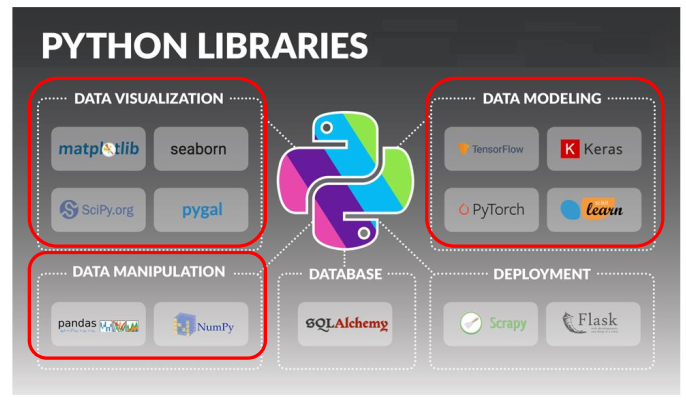 PYTHON LIBRARIES
DATA VISUALIZATION
matplotlib
seaborn
SciPy.org
pygal
DATA MODELING
TensorFlow
K Keras
PyTorch
learn
DATA MANIPULATION
pandas
NumPy
DATABASE
SQLAlchemy
DEPLOYMENT
Scrapy
Flask